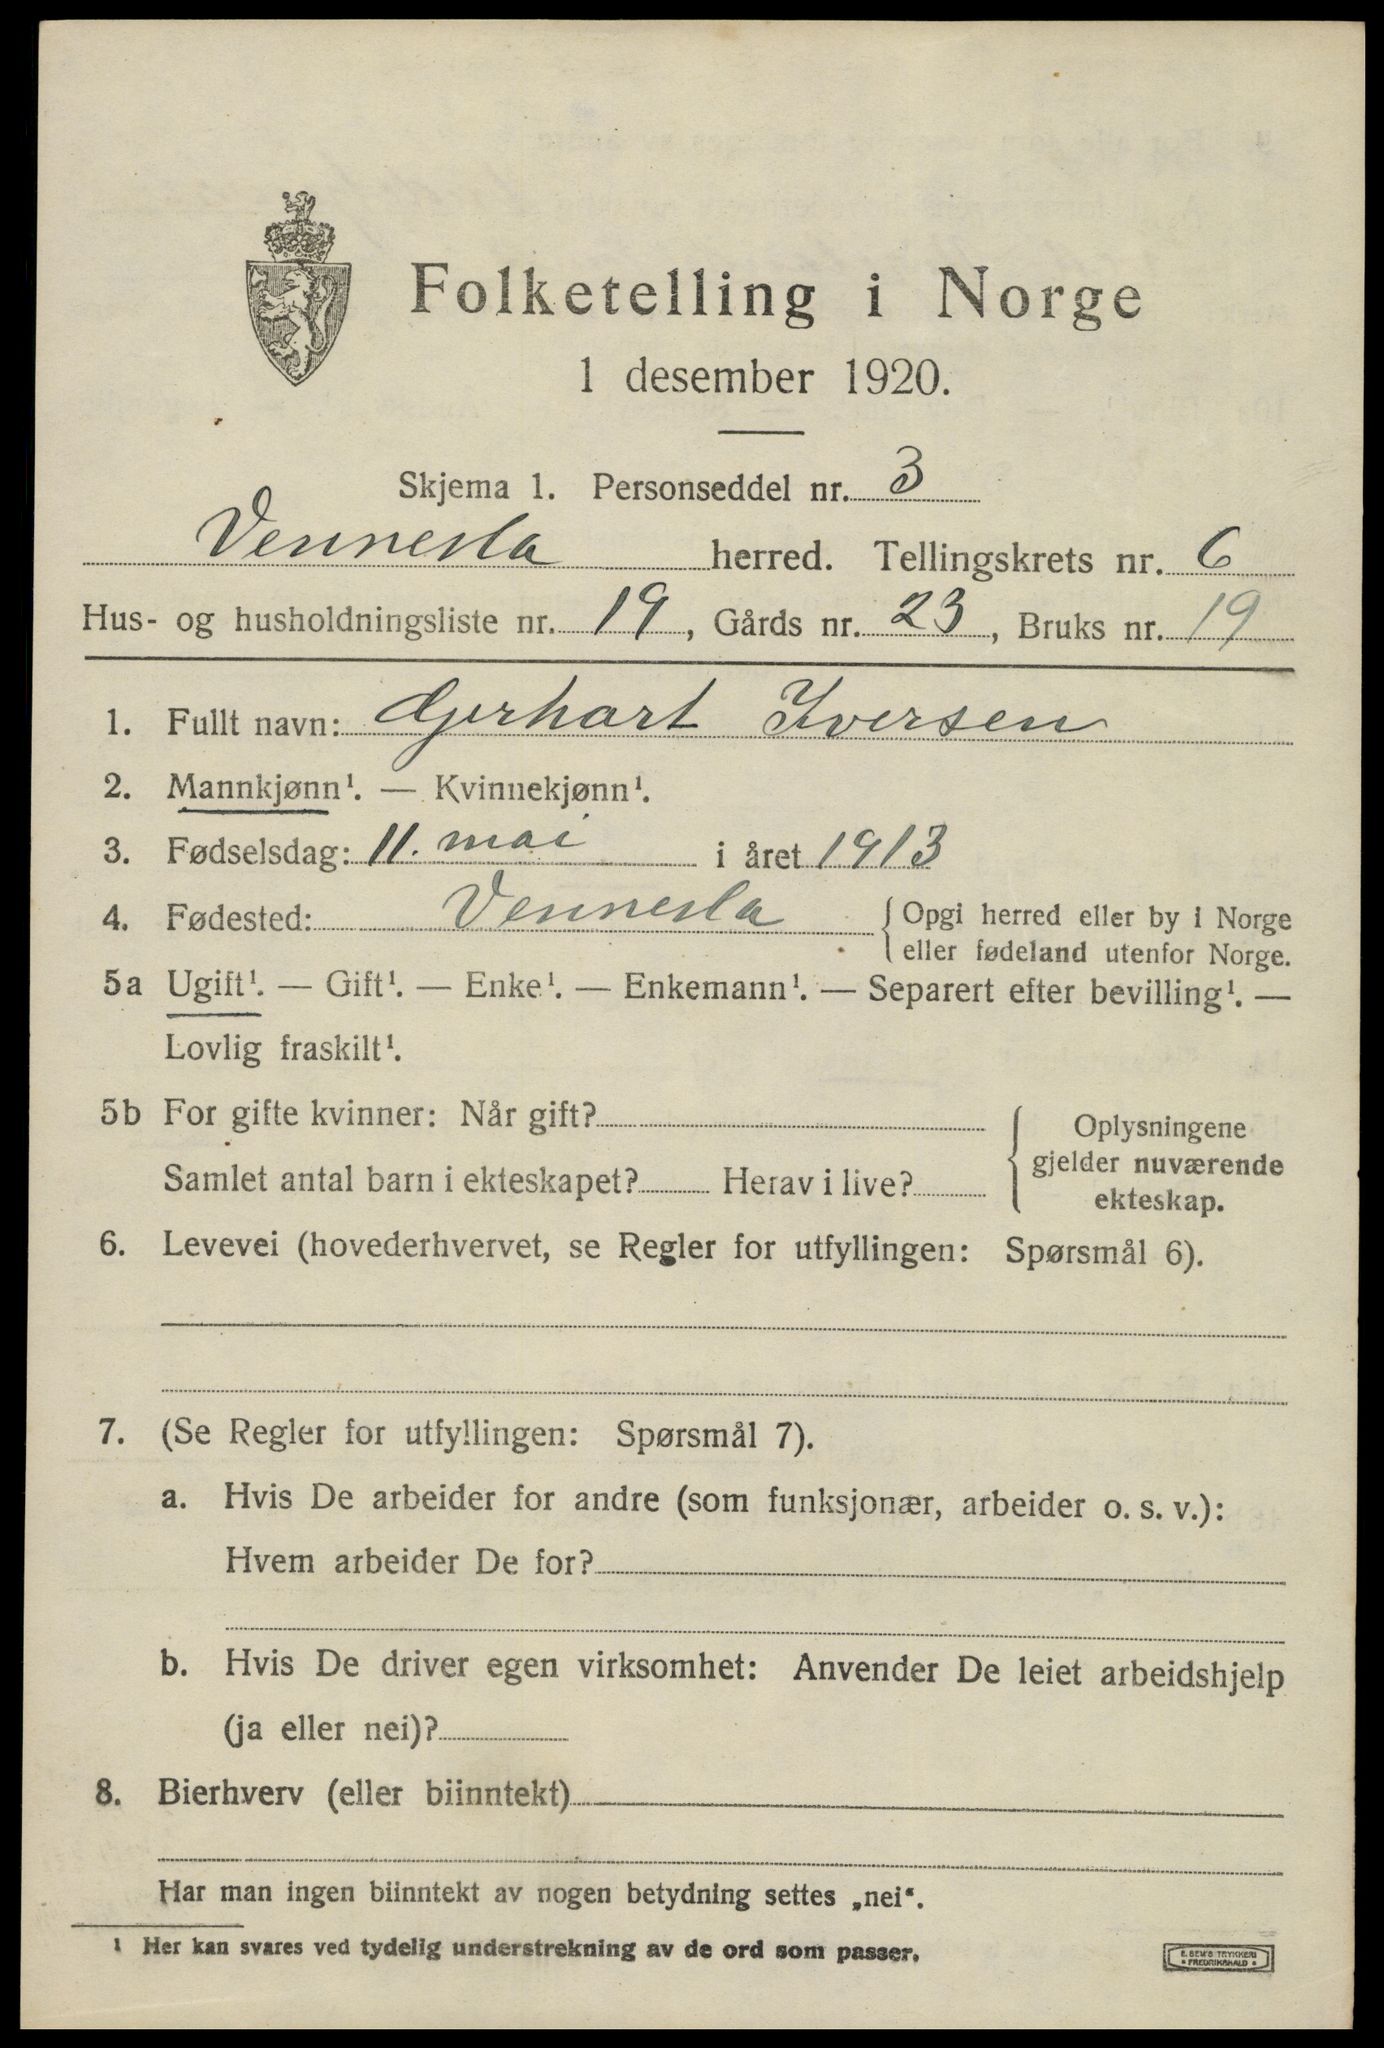 Folketelling i Norge
1 desember 1920.
Skjema 1. Personseddel nr. 3
Vennesla herred. Tellingskrets nr. 6
Hus- og husholdningsliste nr. 19, Gårds nr. 23, Bruks nr. 19
1. Fullt navn: Gjerhart Iversen
2. Mannkjønn¹. — Kvinnekjønn¹.
3. Fødselsdag: 11. mai i året 1913
4. Fødested: Vennesla { Opgi herred eller by i Norge
eller fødeland utenfor Norge.
5a Ugift¹. — Gift¹. — Enke¹. — Enkemann¹. — Separert efter bevilling¹. —
Lovlig fraskilt¹.
5b For gifte kvinner: Når gift?
Samlet antal barn i ekteskapet? Herav i live?
{ Oplysningene
gjelder nuværende
ekteskap.
6. Levevei (hovederhvervet, se Regler for utfyllingen: Spørsmål 6).
7. (Se Regler for utfyllingen: Spørsmål 7).
a. Hvis De arbeider for andre (som funksjonær, arbeider o. s. v.):
Hvem arbeider De for?
b. Hvis De driver egen virksomhet: Anvender De leiet arbeidshjelp
(ja eller nei)?
8. Bierhverv (eller biinntekt)
Har man ingen biinntekt av nogen betydning settes „nei“.
¹ Her kan svares ved tydelig understrekning av de ord som passer.
E. SEM'S TRYKKERI
• FREDRIKSHALD •